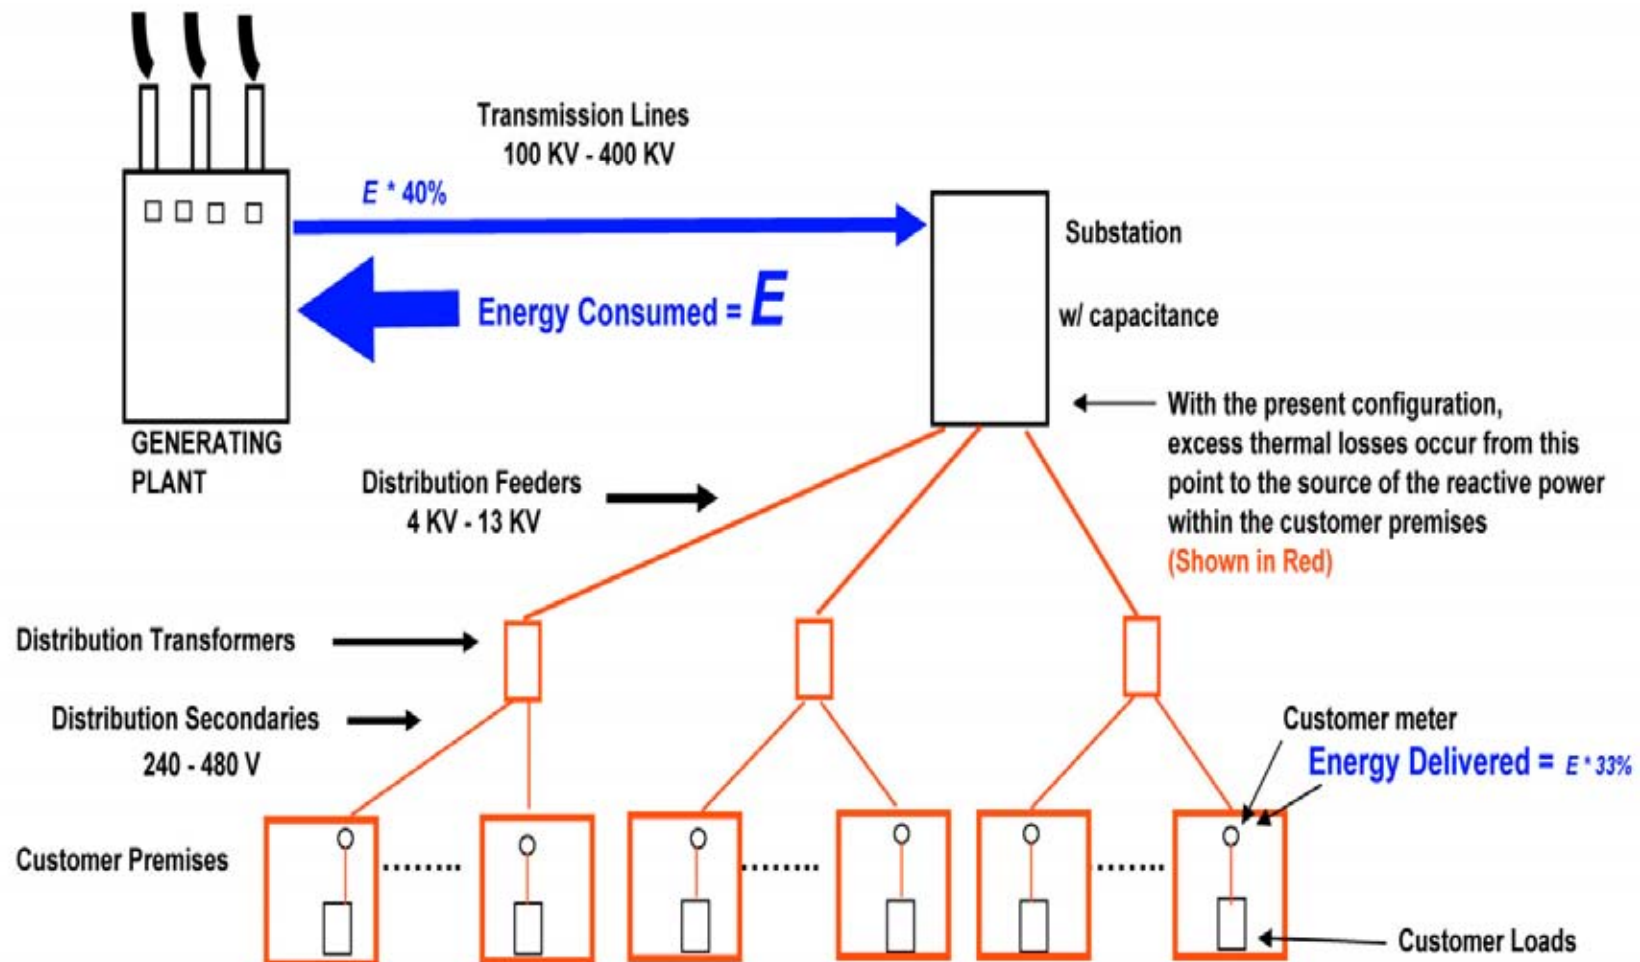 Transmission Lines
100 KV - 400 KV
E * 40%
Substation
Energy Consumed = E
w/ capacitance
With the present configuration,
excess thermal losses occur from this
point to the source of the reactive power
within the customer premises
(Shown in Red)
GENERATING
PLANT
Distribution Feeders
4 KV - 13 KV
Distribution Transformers
Distribution Secondaries
240 - 480 V
Customer meter
Energy Delivered = E * 33%
Customer Premises
Customer Loads